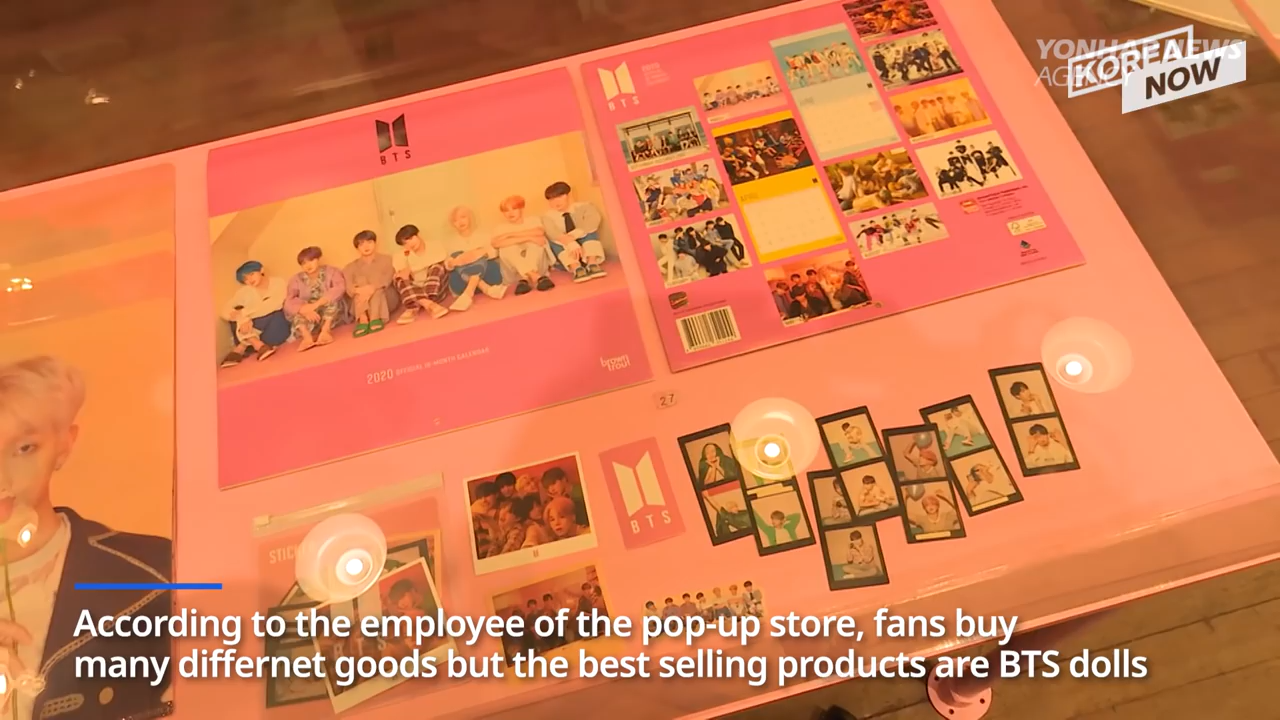 YONHAP NEWS
AGENCY
KOREA
NOW
BTS
BTS
2020 OFFICIAL 18-MONTH CALENDAR
brown
trout
27
BTS
According to the employee of the pop-up store, fans buy
many differnet goods but the best selling products are BTS dolls